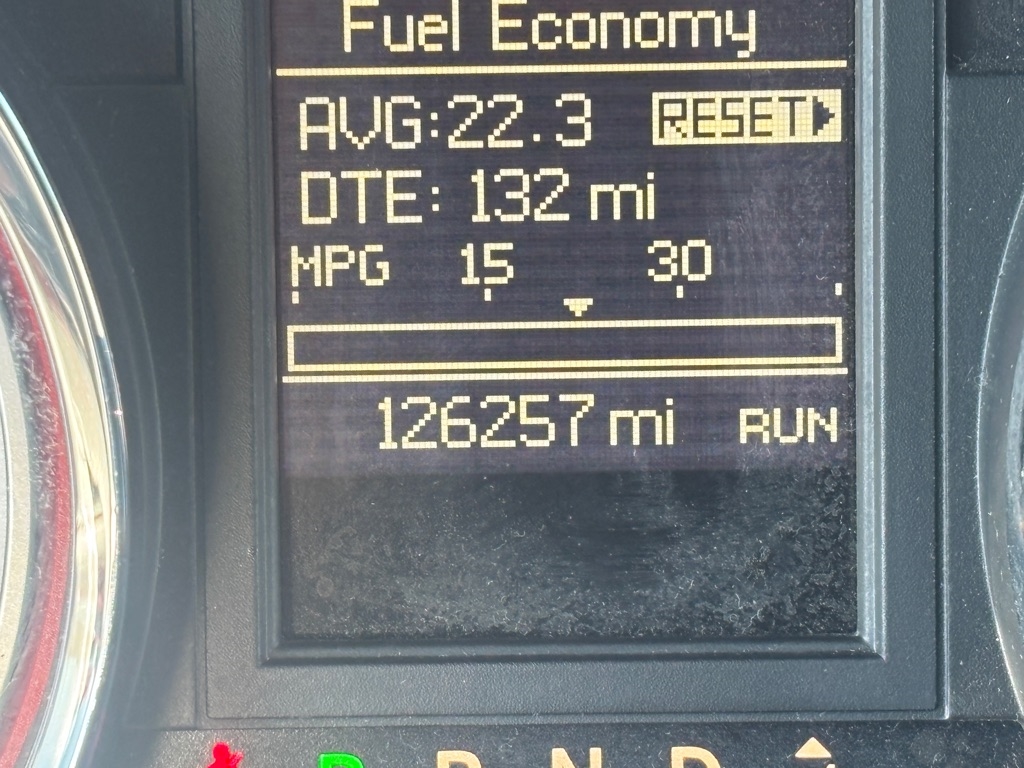 Fuel Economy
AVG:22.3 RESET
DTE: 132 mi
MPG 15 30
126257 mi RUN
P R N D